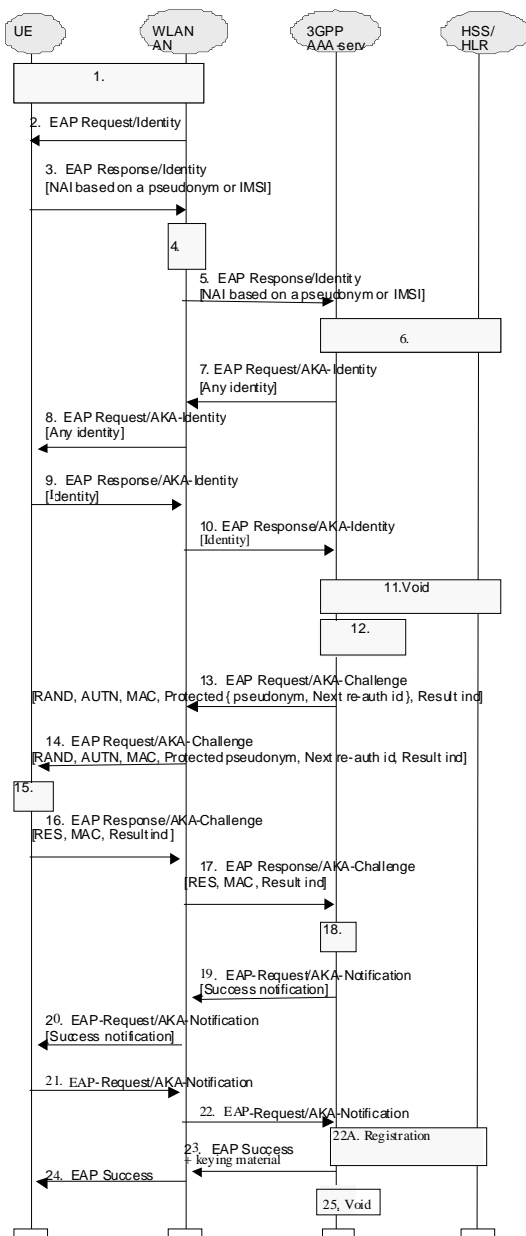 UE
WLAN
AN
3GPP
AAA-serv
HSS/
HLR
1.
2. EAP Request/Identity
3. EAP Response/Identity
[NAI based on a pseudonym or IMSI]
4.
5. EAP Response/Identity
[NAI based on a pseudonym or IMSI]
6.
7. EAP Request/AKA-Identity
[Any identity]
8. EAP Request/AKA-Identity
[Any identity]
9. EAP Response/AKA-Identity
[Identity]
10. EAP Response/AKA-Identity
[Identity]
11.Void
12.
13. EAP Request/AKA-Challenge
[RAND, AUTN, MAC, Protected { pseudonym, Next re-auth id }, Result ind]
14. EAP Request/AKA-Challenge
[RAND, AUTN, MAC, Protected pseudonym, Next re-auth id, Result ind]
15.
16. EAP Response/AKA-Challenge
[RES, MAC, Result ind ]
17. EAP Response/AKA-Challenge
[RES, MAC, Result ind]
18.
19. EAP-Request/AKA-Notification
[Success notification]
20. EAP-Request/AKA-Notification
[Success notification]
21. EAP-Request/AKA-Notification
22. EAP-Request/AKA-Notification
22A. Registration
23. EAP Success
+ keying material
24. EAP Success
25, Void